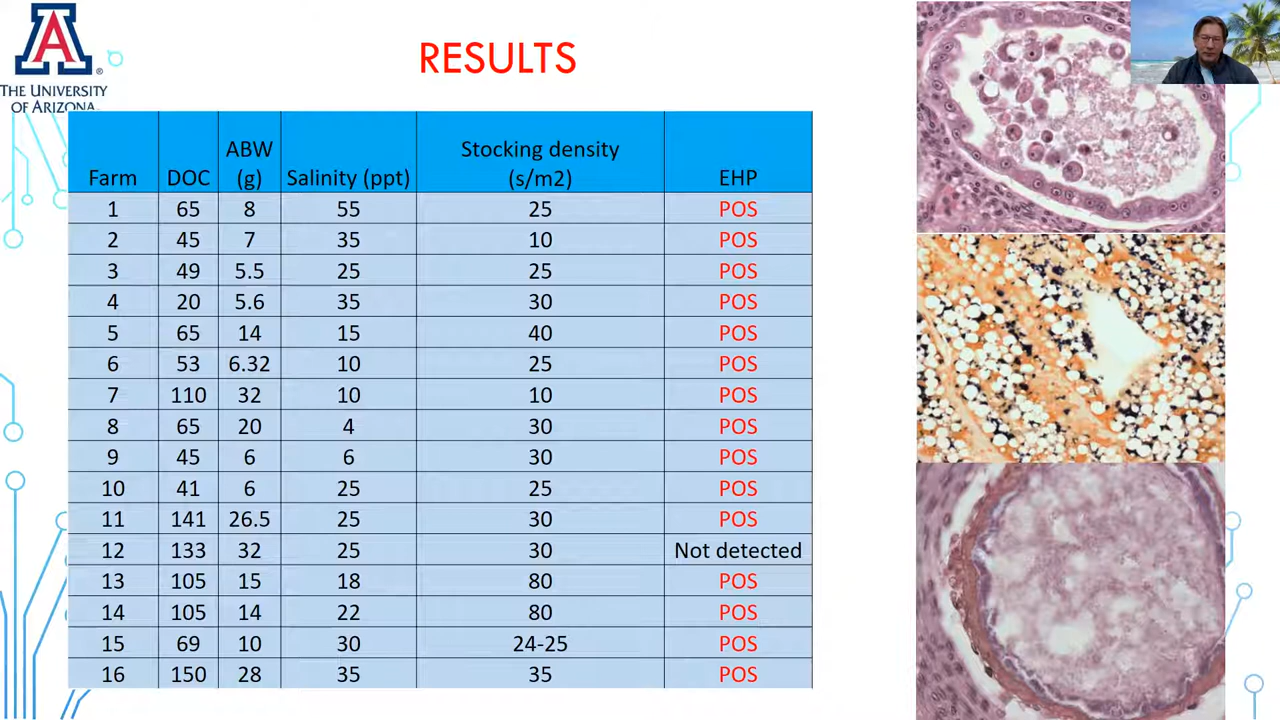 A
THE UNIVERSITY
OF ARIZONA®
RESULTS
Farm DOC ABW (g) Salinity (ppt) Stocking density (s/m2) EHP
1 65 8 55 25 POS
2 45 7 35 10 POS
3 49 5.5 25 25 POS
4 20 5.6 35 30 POS
5 65 14 15 40 POS
6 53 6.32 10 25 POS
7 110 32 10 10 POS
8 65 20 4 30 POS
9 45 6 6 30 POS
10 41 6 25 25 POS
11 141 26.5 25 30 POS
12 133 32 25 30 Not detected
13 105 15 18 80 POS
14 105 14 22 80 POS
15 69 10 30 24-25 POS
16 150 28 35 35 POS